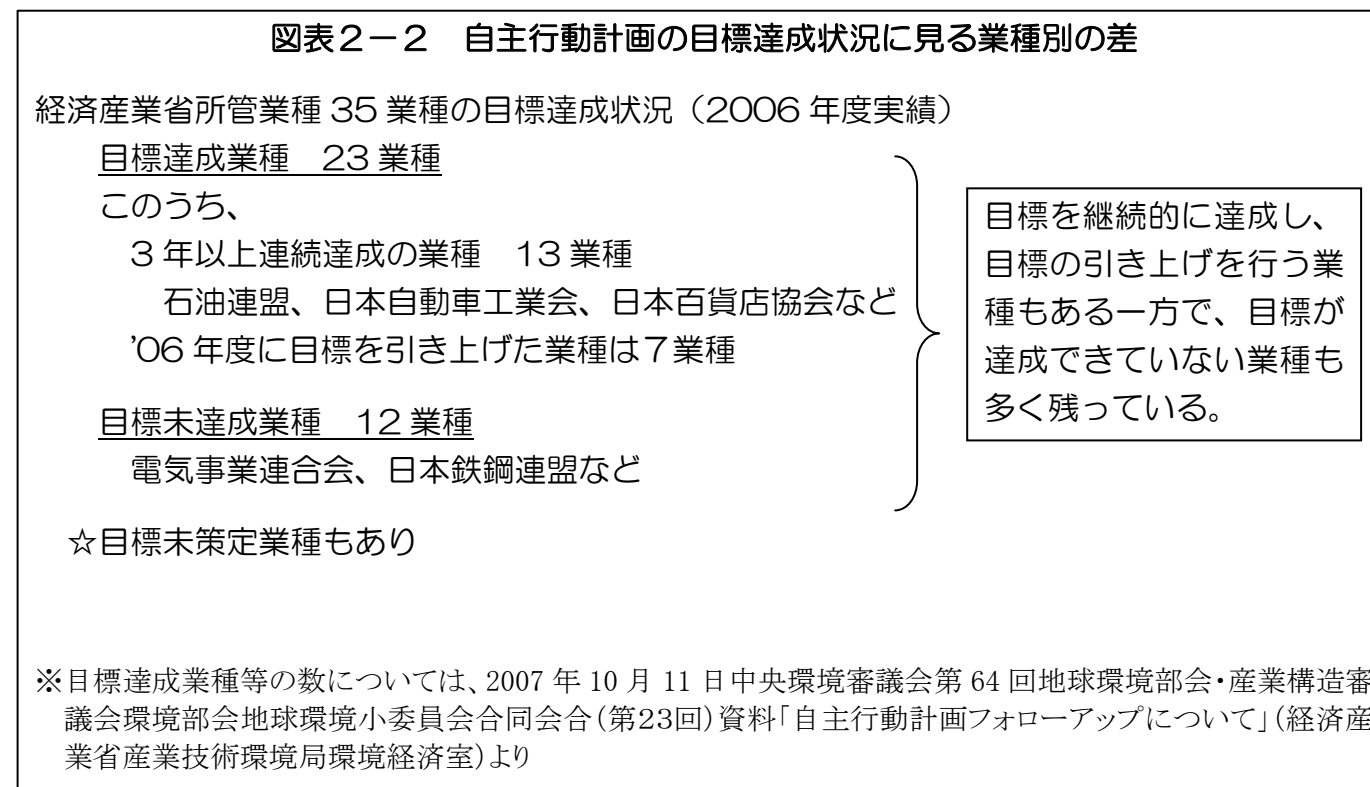 図表2－2　自主行動計画の目標達成状況に見る業種別の差
経済産業省所管業種 35 業種の目標達成状況（2006 年度実績）
目標達成業種　23 業種
このうち、
3 年以上連続達成の業種　13 業種
石油連盟、日本自動車工業会、日本百貨店協会など
’06 年度に目標を引き上げた業種は７業種
目標未達成業種　12 業種
電気事業連合会、日本鉄鋼連盟など
☆目標未策定業種もあり
目標を継続的に達成し、
目標の引き上げを行う業
種もある一方で、目標が
達成できていない業種も
多く残っている。
※目標達成業種等の数については、2007 年 10 月 11 日中央環境審議会第 64 回地球環境部会・産業構造審
議会環境部会地球環境小委員会合同会合（第２３回）資料「自主行動計画フォローアップについて」（経済産
業省産業技術環境局環境経済室）より